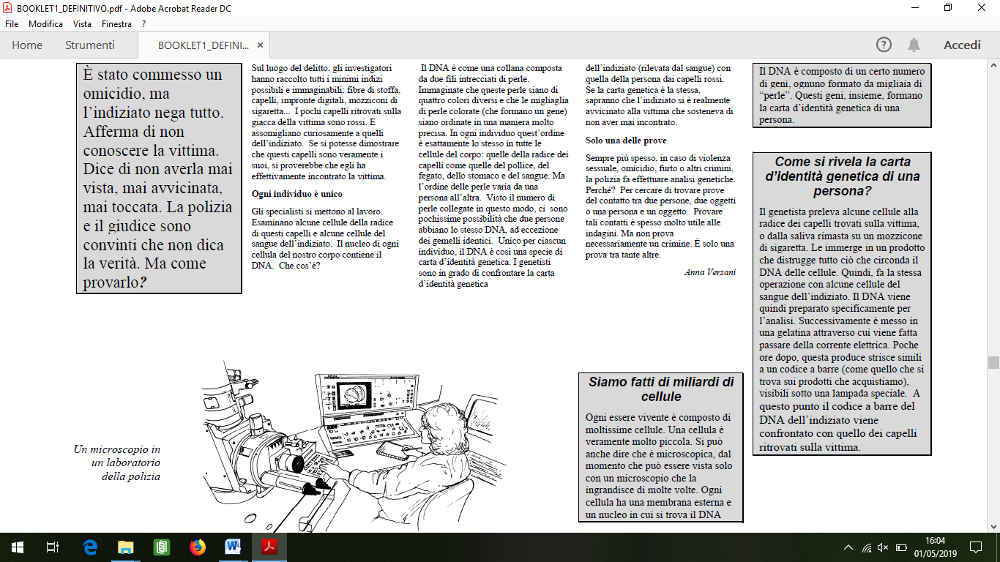 BOOKLET1_DEFINITIVO.pdf - Adobe Acrobat Reader DC
File Modifica Vista Finestra ?
Home Strumenti BOOKLET1_DEFINI... × Accedi
È stato commesso un
omicidio, ma
l’indiziato nega tutto.
Afferma di non
conoscere la vittima.
Dice di non averla mai
vista, mai avvicinata,
mai toccata. La polizia
e il giudice sono
convinti che non dica
la verità. Ma come
provarlo?
Sul luogo del delitto, gli investigatori
hanno raccolto tutti i minimi indizi
possibili e immaginabili: fibre di stoffa,
capelli, impronte digitali, mozziconi di
sigaretta... I pochi capelli ritrovati sulla
giacca della vittima sono rossi. E
assomigliano curiosamente a quelli
dell’indiziato. Se si potesse dimostrare
che questi capelli sono veramente i
suoi, si proverebbe che egli ha
effettivamente incontrato la vittima.
Ogni individuo è unico
Gli specialisti si mettono al lavoro.
Esaminano alcune cellule della radice
di questi capelli e alcune cellule del
sangue dell’indiziato. Il nucleo di ogni
cellula del nostro corpo contiene il
DNA. Che cos’è?
Il DNA è come una collana composta
da due fili intrecciati di perle.
Immaginate che queste perle siano di
quattro colori diversi e che le migliaglia
di perle colorate (che formano un gene)
siano ordinate in una maniera molto
precisa. In ogni individuo quest’ordine
è esattamente lo stesso in tutte le
cellule del corpo: quelle della radice dei
capelli come quelle del pollice, del
fegato, dello stomaco e del sangue. Ma
l’ordine delle perle varia da una
persona all’altra. Visto il numero di
perle collegate in questo modo, ci sono
pochissime possibilità che due persone
abbiano lo stesso DNA, ad eccezione
dei gemelli identici. Unico per ciascun
individuo, il DNA è così una specie di
carta d’identità genetica. I genetisti
sono in grado di confrontare la carta
d’identità genetica
dell’indiziato (rilevata dal sangue) con
quella della persona dai capelli rossi.
Se la carta genetica è la stessa,
sapranno che l’indiziato si è realmente
avvicinato alla vittima che sosteneva di
non aver mai incontrato.
Solo una delle prove
Sempre più spesso, in caso di violenza
sessuale, omicidio, furto o altri crimini,
la polizia fa effettuare analisi genetiche.
Perché? Per cercare di trovare prove
del contatto tra due persone, due oggetti
o una persona e un oggetto. Provare
tali contatti è spesso molto utile alle
indagini. Ma non prova
necessariamente un crimine. È solo una
prova tra tante altre.
Anna Versani
Il DNA è composto di un certo numero
di geni, ognuno formato da migliaia di
“perle”. Questi geni, insieme, formano
la carta d’identità genetica di una
persona.
Come si rivela la carta
d’identità genetica di una
persona?
Il genetista preleva alcune cellule alla
radice dei capelli trovati sulla vittima,
o dalla saliva rimasta su un mozzicone
di sigaretta. Le immerge in un prodotto
che distrugge tutto ciò che circonda il
DNA delle cellule. Quindi, fa la stessa
operazione con alcune cellule del
sangue dell’indiziato. Il DNA viene
quindi preparato specificamente per
l’analisi. Successivamente è messo in
una gelatina attraverso cui viene fatta
passare della corrente elettrica. Poche
ore dopo, questa produce strisce simili
a un codice a barre (come quello che si
trova sui prodotti che acquistiamo),
visibili sotto una lampada speciale. A
questo punto il codice a barre del
DNA dell’indiziato viene
confrontato con quello dei capelli
ritrovati sulla vittima.
Un microscopio in
un laboratorio
della polizia
Siamo fatti di miliardi di
cellule
Ogni essere vivente è composto di
moltissime cellule. Una cellula è
veramente molto piccola. Si può
anche dire che è microscopica, dal
momento che può essere vista solo
con un microscopio che la
ingrandisce di molte volte. Ogni
cellula ha una membrana esterna e
un nucleo in cui si trova il DNA
16:04
01/05/2019